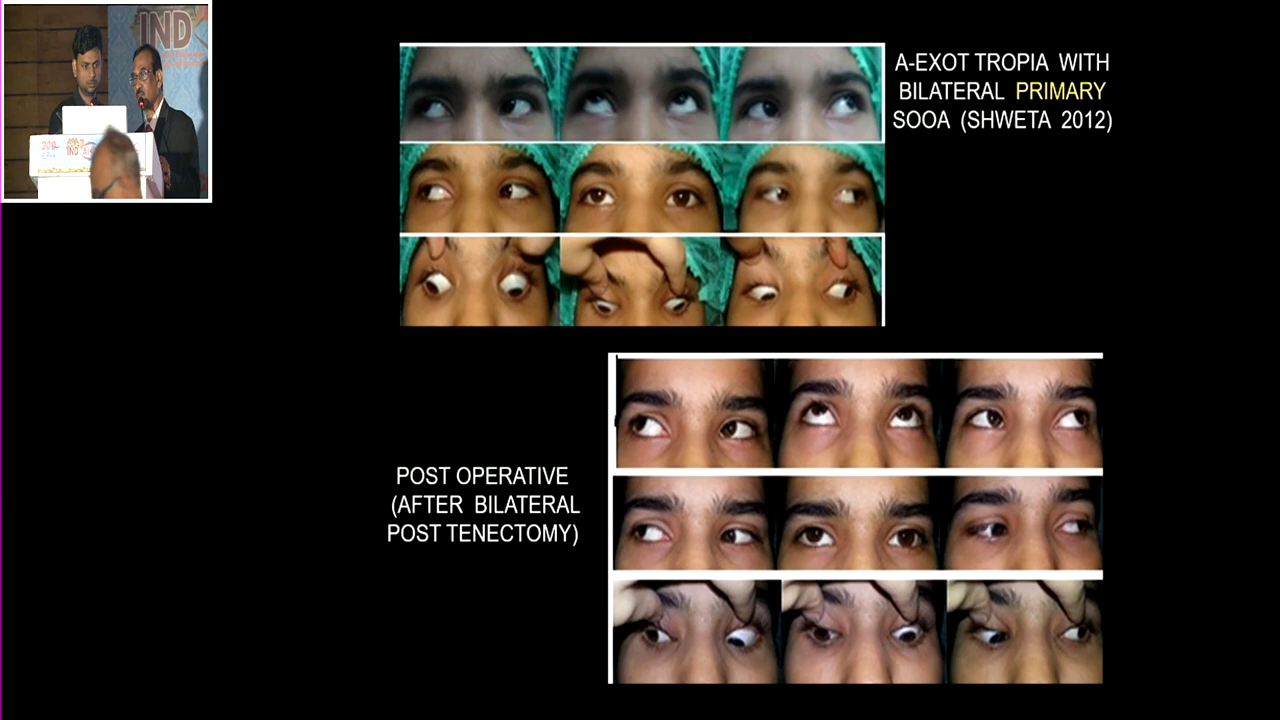 IND
A-EXOT TROPIA WITH
BILATERAL PRIMARY
SOOA (SHWETA 2012)
POST OPERATIVE
(AFTER BILATERAL
POST TENECTOMY)